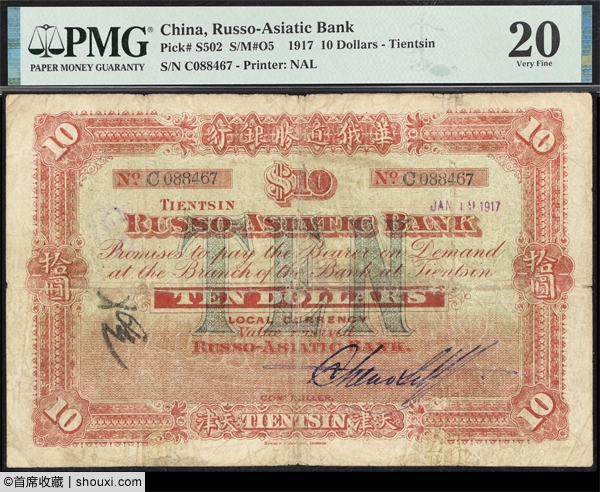 PMG
PAPER MONEY GUARANTY
China, Russo-Asiatic Bank
Pick# S502 S/M#O5 1917 10 Dollars - Tientsin
S/N C088467 - Printer: NAL
20
Very Fine
10
行銀勝道俄華
10
No. C 088467
$10
No. C 088467
TIENTSIN
JAN 19 1917
RUSSO-ASIATIC BANK
TEN
Promises to pay the Bearer on Demand
at the Branch of the Bank at Tientsin
拾圓
拾圓
TEN DOLLARS
LOCAL CURRENCY
Value received
RUSSO-ASIATIC BANK.
CONTROLLER.
10
津天
TIENTSIN
天津
10
©首席收藏 | shouxi.com